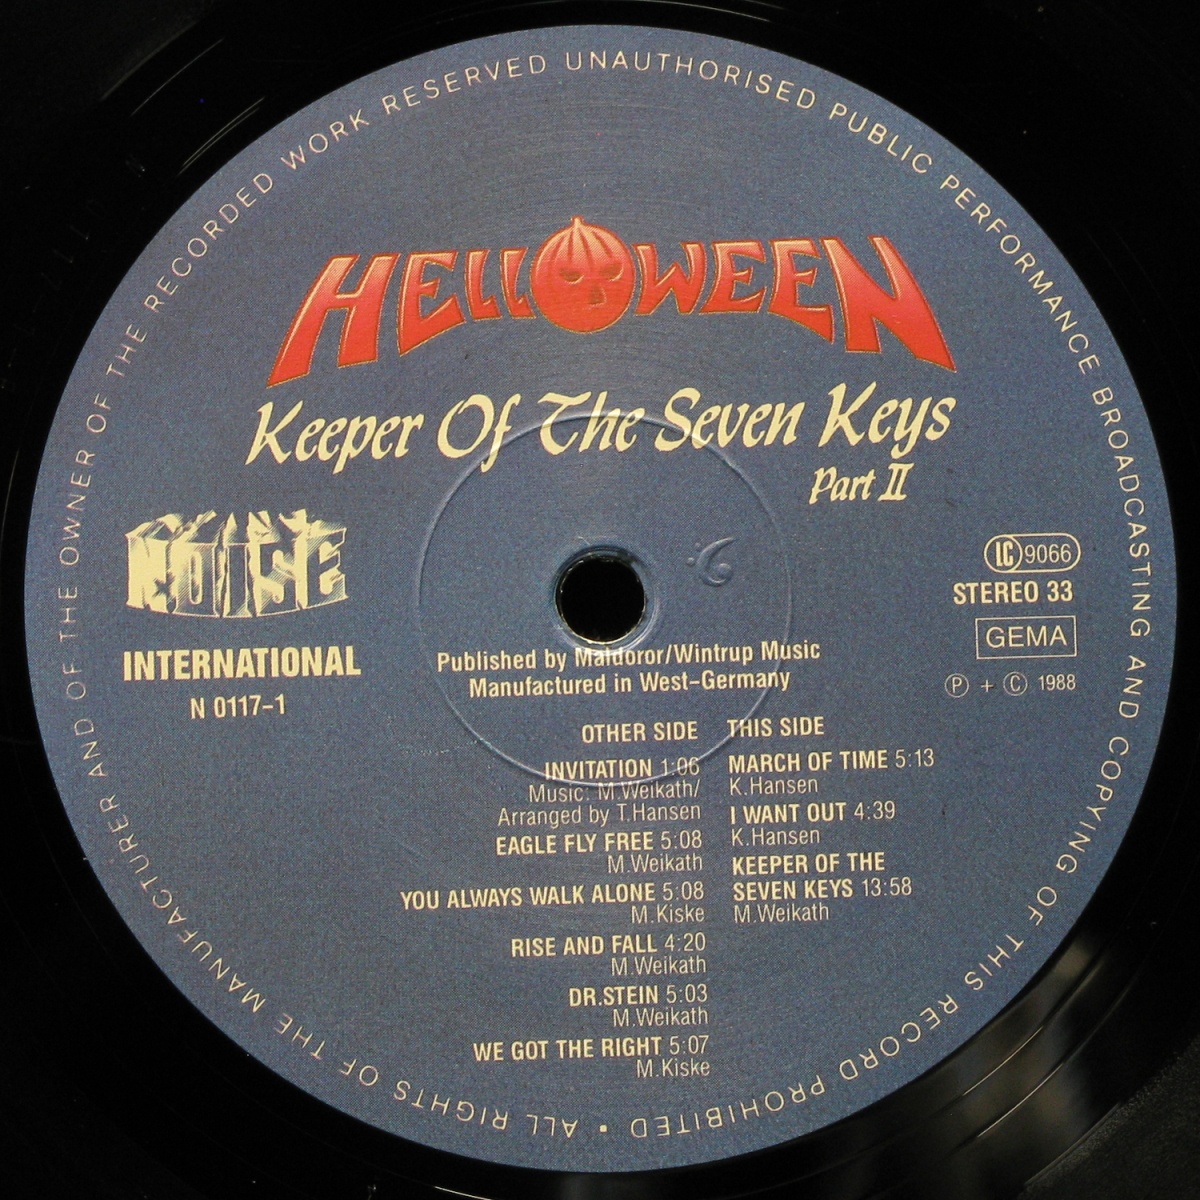 ALL RIGHTS OF THE MANUFACTURER AND OF THE OWNER OF THE RECORDED WORK RESERVED UNAUTHORISED PUBLIC PERFORMANCE BROADCASTING AND COPYING OF THIS RECORD PROHIBITED •
HELLOWEEN
Keeper Of The Seven Keys
Part II
NOISE
INTERNATIONAL
N 0117-1
LC 9066
STEREO 33
GEMA
Ⓟ + Ⓒ 1988
Published by Maldoror/Wintrup Music
Manufactured in West-Germany
OTHER SIDE
INVITATION 1:06
Music: M.Weikath/
Arranged by T.Hansen
EAGLE FLY FREE 5:08
M.Weikath
YOU ALWAYS WALK ALONE 5:08
M.Kiske
RISE AND FALL 4:20
M.Weikath
DR.STEIN 5:03
M.Weikath
WE GOT THE RIGHT 5:07
M.Kiske
THIS SIDE
MARCH OF TIME 5:13
K.Hansen
I WANT OUT 4:39
K.Hansen
KEEPER OF THE
SEVEN KEYS 13:58
M.Weikath